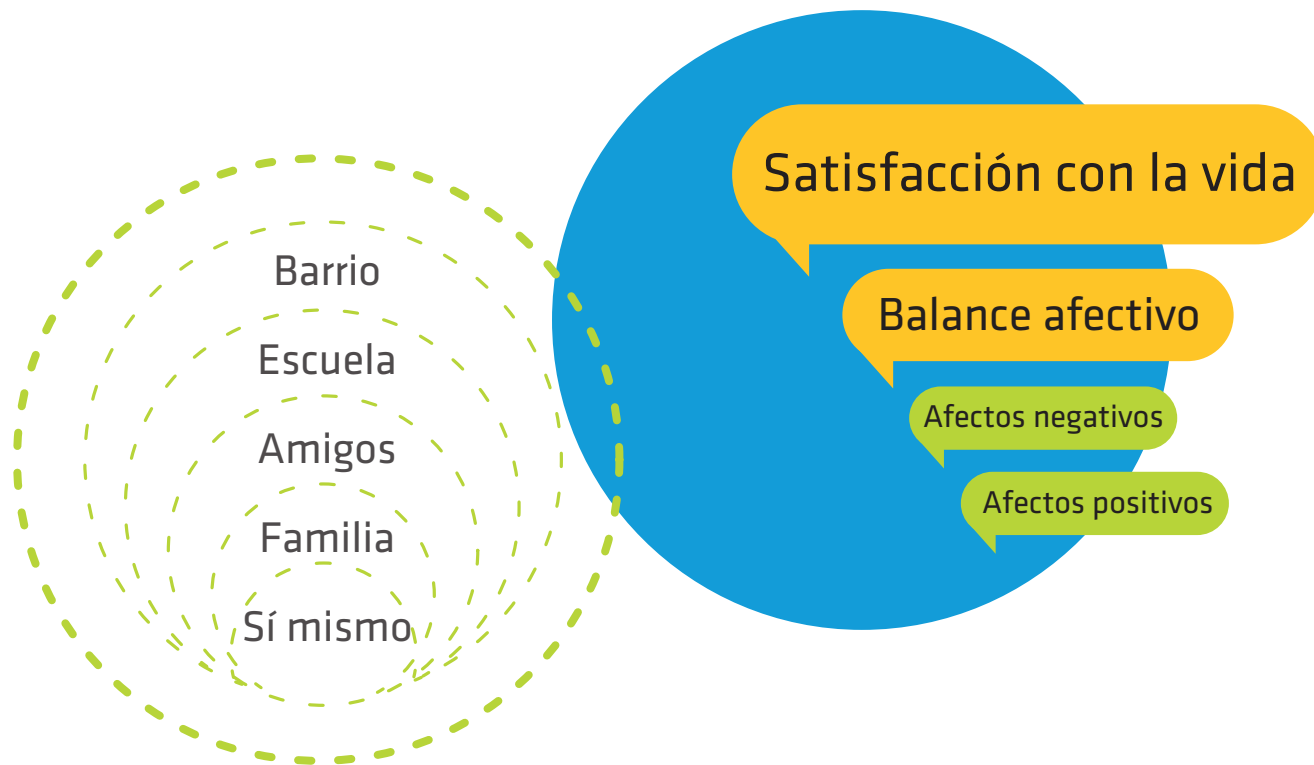 Barrio
Escuela
Amigos
Familia
Sí mismo
Satisfacción con la vida
Balance afectivo
Afectos negativos
Afectos positivos